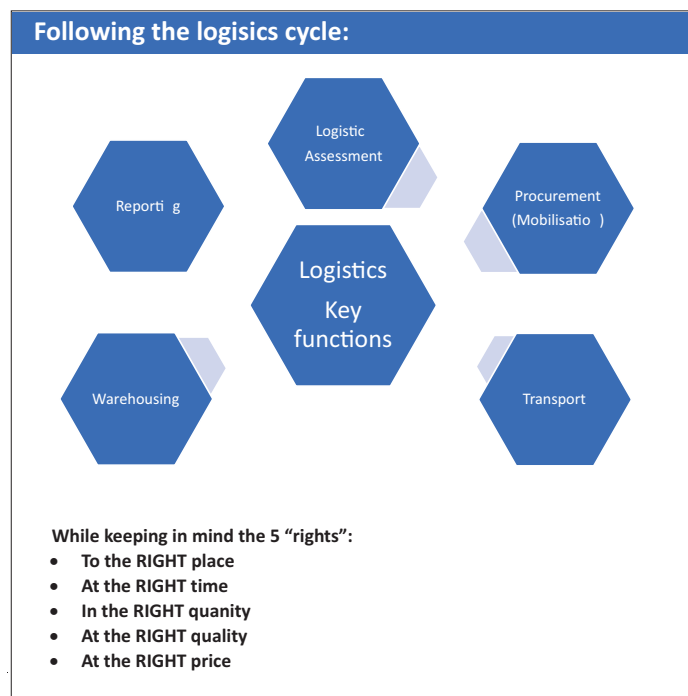 Following the logisics cycle:
Logistic
Assessment
Reporti g
Procurement
(Mobilisatio )
Logistics
Key
functions
Warehousing
Transport
While keeping in mind the 5 “rights”:
• To the RIGHT place
• At the RIGHT time
• In the RIGHT quanity
• At the RIGHT quality
• At the RIGHT price